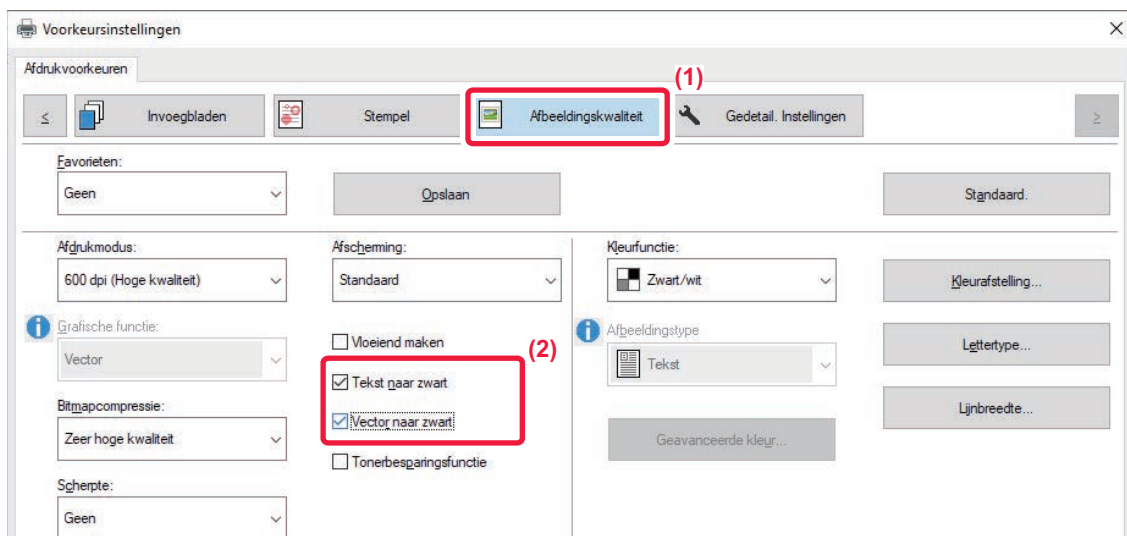 Voorkeursinstellingen
Afdrukvoorkeuren
(1)
<
Invoegbladen
Stempel
Afbeeldingskwaliteit
Gedetail. Instellingen
>
Favorieten:
Geen
Opslaan
Standaard.
Afdrukmodus:
Afscherming:
Kleurfunctie:
600 dpi (Hoge kwaliteit)
Standaard
Zwart/wit
Kleurafstelling...
Grafische functie:
Vloeiend maken
(2)
Afbeeldingstype
Lettertype...
Vector
Tekst naar zwart
Tekst
Bitmapcompressie:
Vector naar zwart
Lijnbreedte...
Zeer hoge kwaliteit
Geavanceerde kleur...
Tonerbesparingsfunctie
Scherpte:
Geen